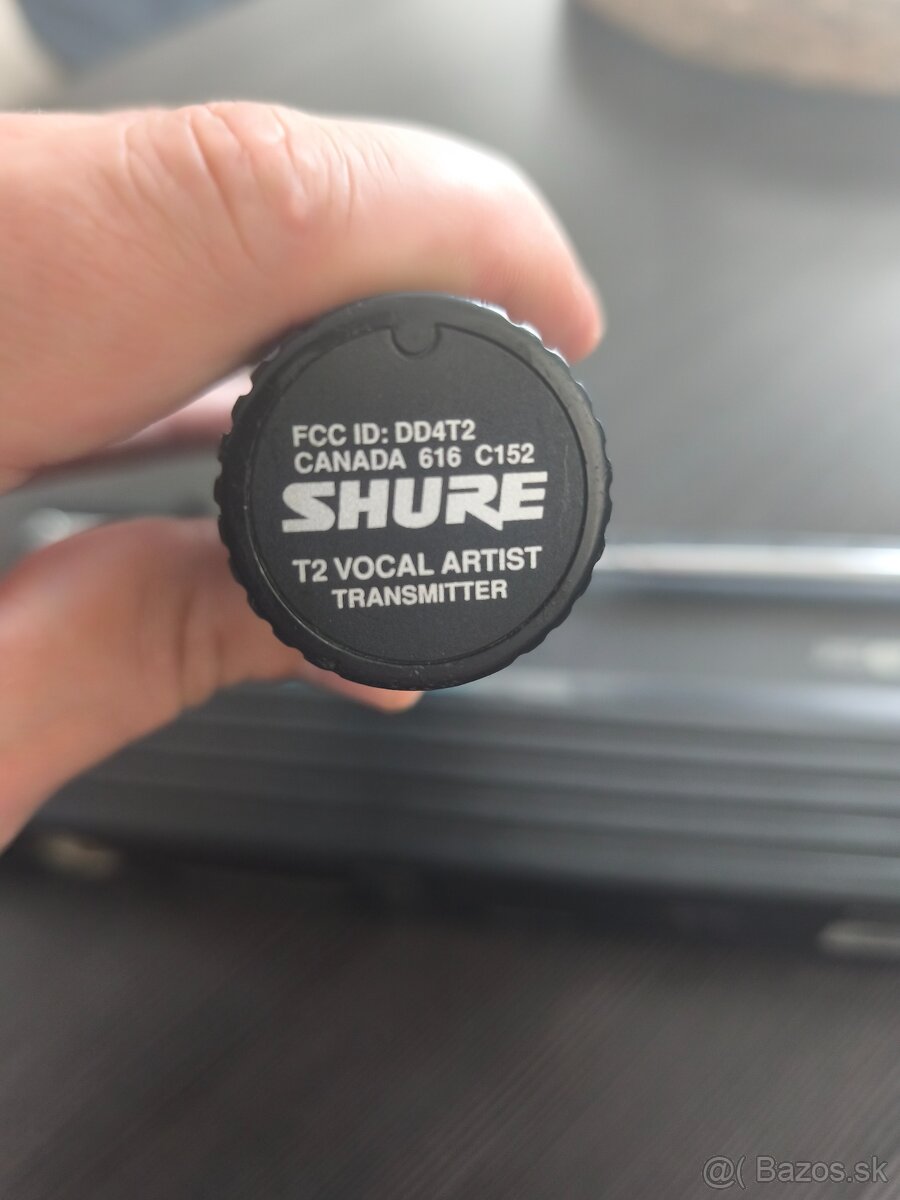 FCC ID: DD4T2
CANADA 616 C152
SHURE
T2 VOCAL ARTIST
TRANSMITTER
@( Bazos.sk